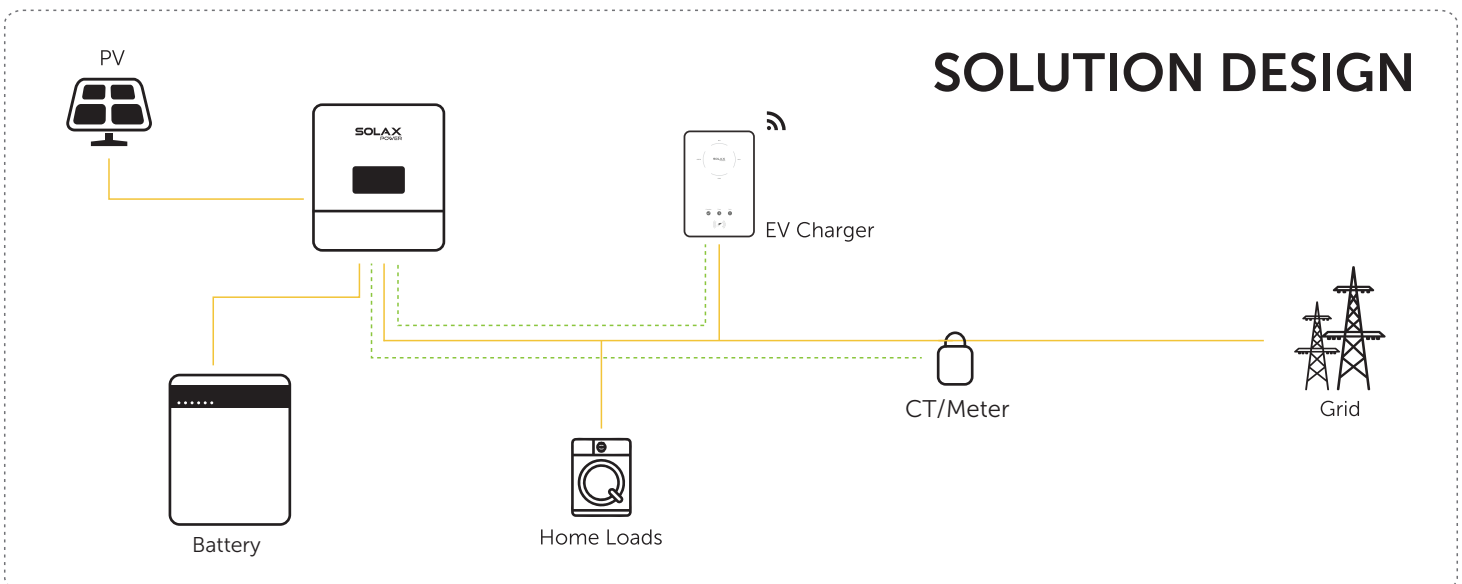 PV
SOLUTION DESIGN
SOLAX
POWER
EV Charger
CT/Meter
Grid
Home Loads
Battery